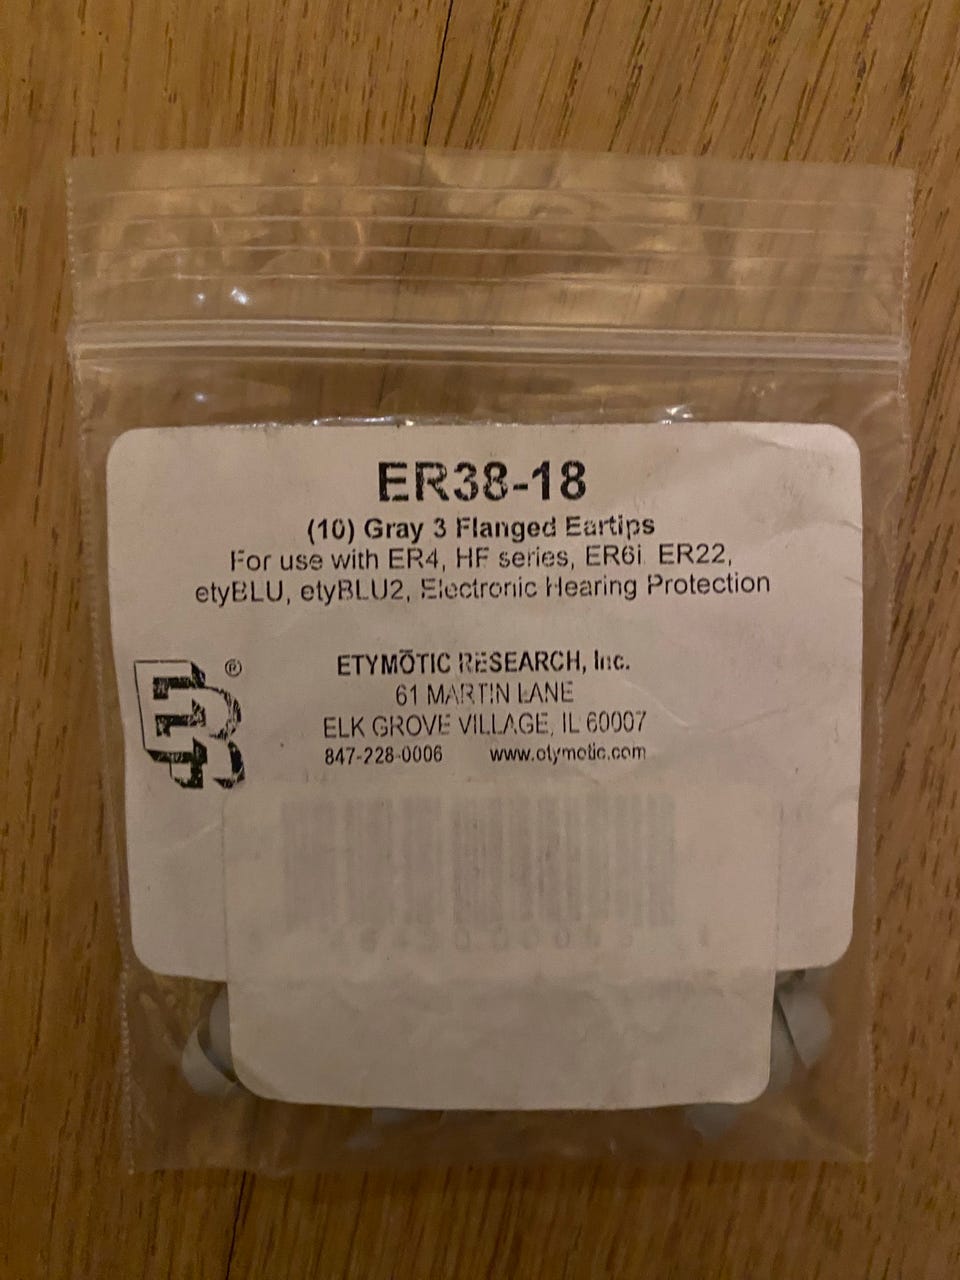 ER38-18
(10) Gray 3 Flanged Eartips
For use with ER4, HF series, ER6i ER22,
etyBLU, etyBLU2, Electronic Hearing Protection
ER®
ETYMŌTIC RESEARCH, Inc.
61 MARTIN LANE
ELK GROVE VILLAGE, IL 60007
847-228-0006 www.etymotic.com